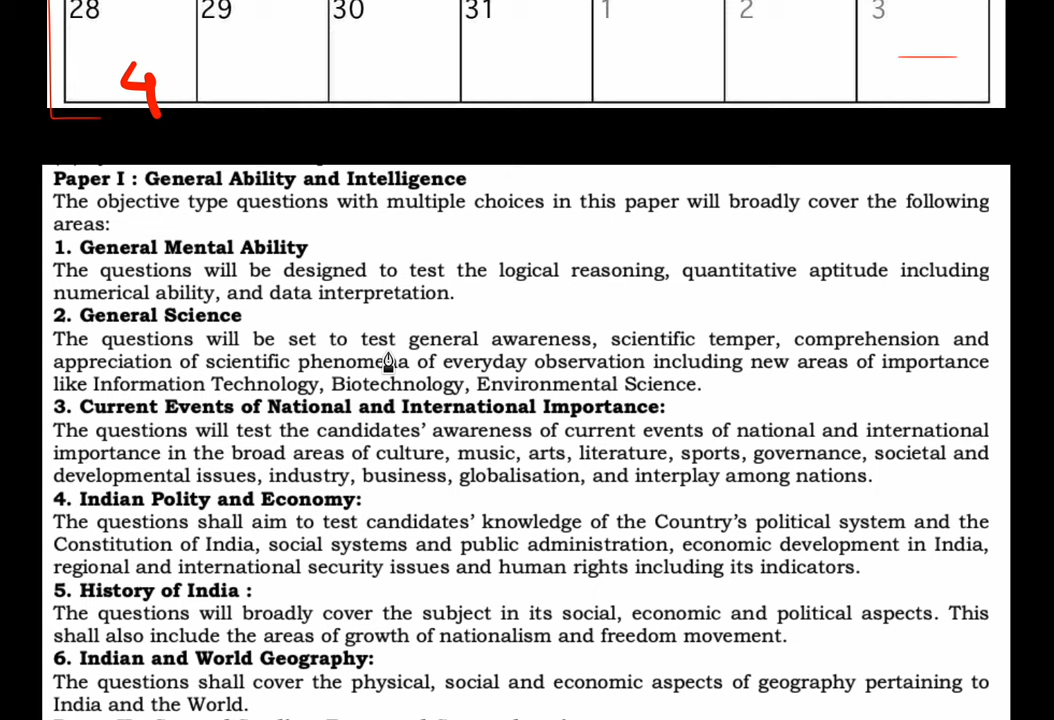 28 29 30 31 1 2 3
4
Paper I : General Ability and Intelligence
The objective type questions with multiple choices in this paper will broadly cover the following
areas:
1. General Mental Ability
The questions will be designed to test the logical reasoning, quantitative aptitude including
numerical ability, and data interpretation.
2. General Science
The questions will be set to test general awareness, scientific temper, comprehension and
appreciation of scientific phenomena of everyday observation including new areas of importance
like Information Technology, Biotechnology, Environmental Science.
3. Current Events of National and International Importance:
The questions will test the candidates’ awareness of current events of national and international
importance in the broad areas of culture, music, arts, literature, sports, governance, societal and
developmental issues, industry, business, globalisation, and interplay among nations.
4. Indian Polity and Economy:
The questions shall aim to test candidates’ knowledge of the Country’s political system and the
Constitution of India, social systems and public administration, economic development in India,
regional and international security issues and human rights including its indicators.
5. History of India :
The questions will broadly cover the subject in its social, economic and political aspects. This
shall also include the areas of growth of nationalism and freedom movement.
6. Indian and World Geography:
The questions shall cover the physical, social and economic aspects of geography pertaining to
India and the World.